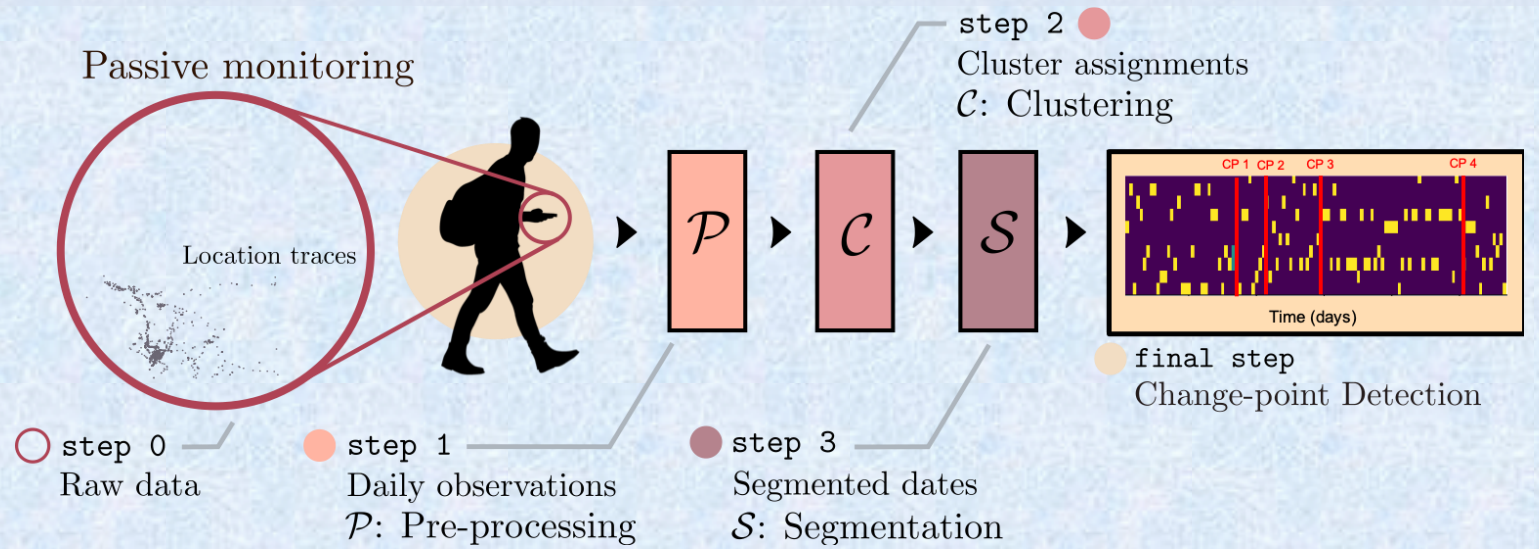 Passive monitoring
Location traces
step 0
Raw data
step 1
Daily observations
𝒫: Pre-processing
𝒫
step 2
Cluster assignments
𝒞: Clustering
𝒞
step 3
Segmented dates
𝒮: Segmentation
𝒮
CP 1 CP 2 CP 3 CP 4
Time (days)
final step
Change-point Detection